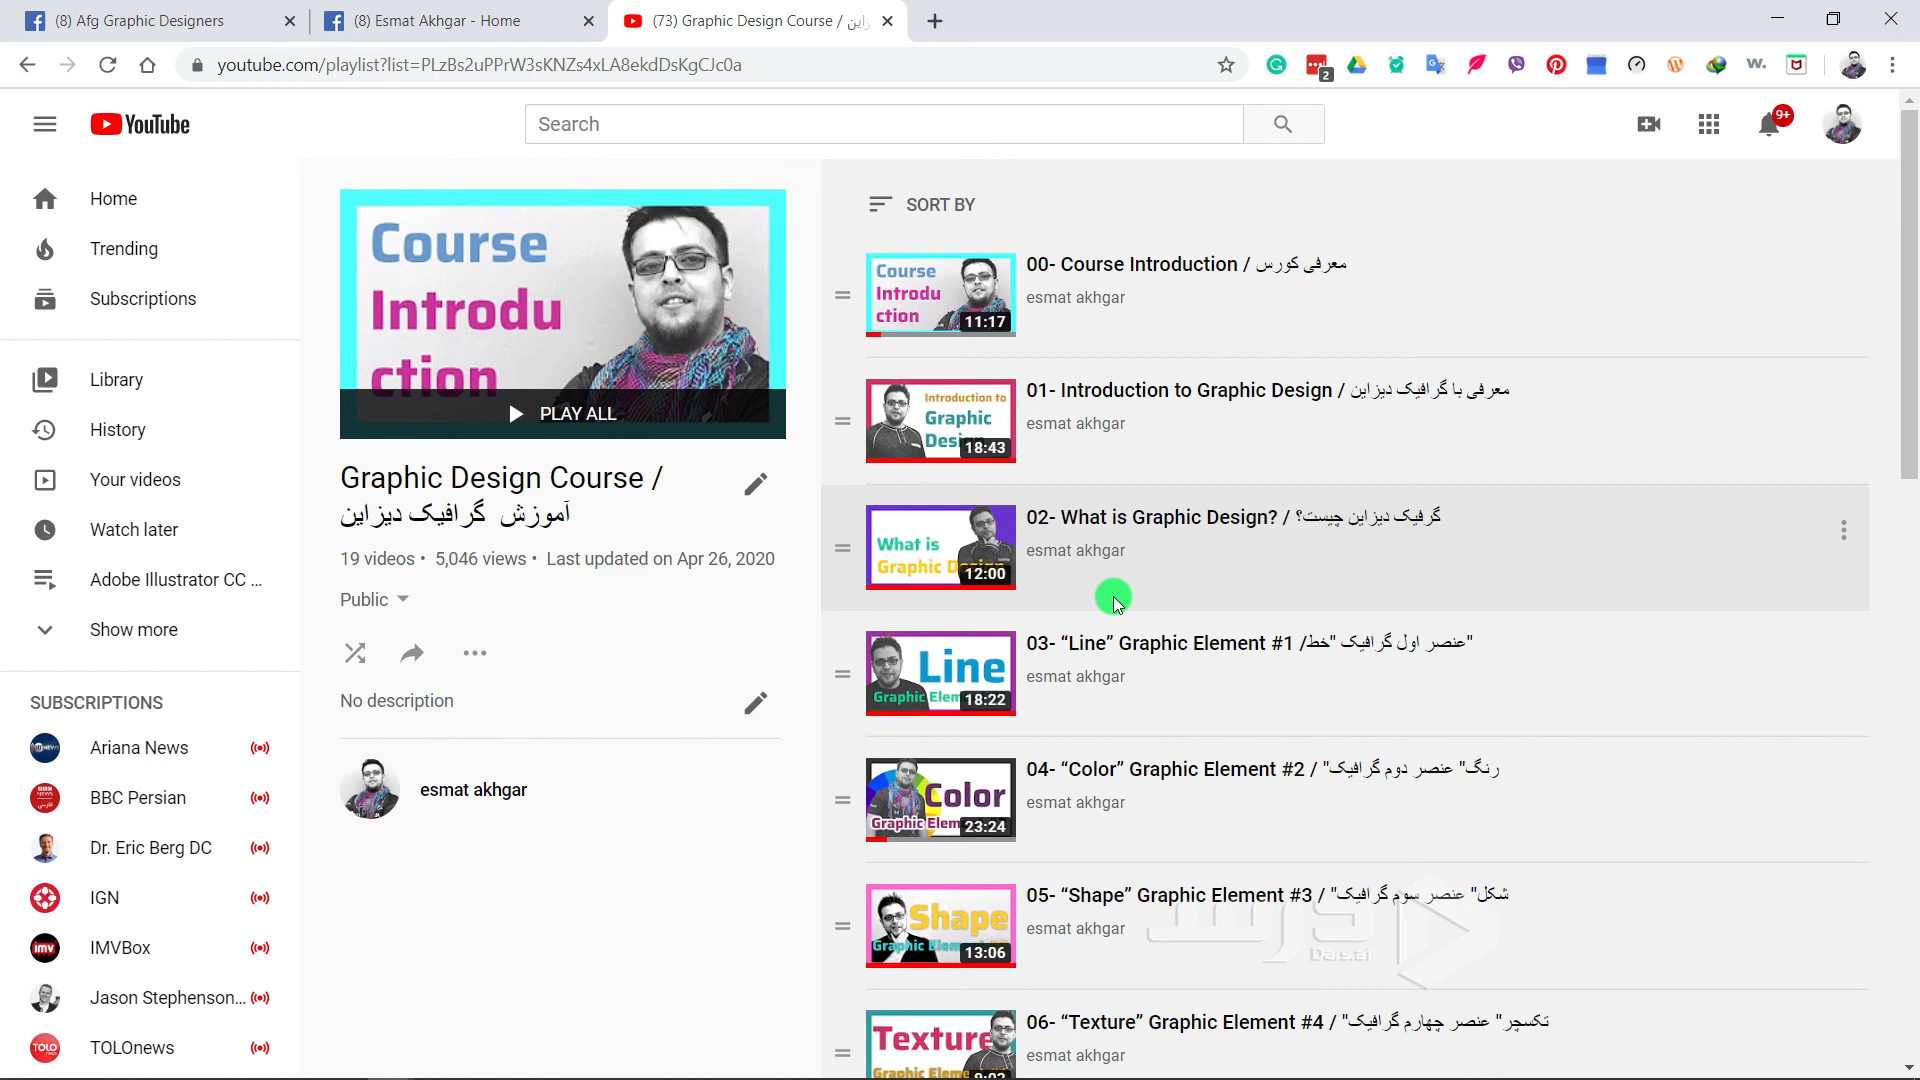 (8) Afg Graphic Designers
(8) Esmat Akhgar - Home
(73) Graphic Design Course /
youtube.com/playlist?list=PLzBs2uPPrW3sKNZs4xLA8ekdDsKgCJc0a
2
YouTube
Search
9+
Home
Trending
Subscriptions
Library
History
Your videos
Watch later
Adobe Illustrator CC ...
Show more
SUBSCRIPTIONS
Ariana News
BBC Persian
Dr. Eric Berg DC
IGN
IMVBox
Jason Stephenson...
TOLOnews
Course
Introdu
ction
PLAY ALL
Graphic Design Course /
آموزش گرافیک دیزاین
19 videos • 5,046 views • Last updated on Apr 26, 2020
Public
No description
esmat akhgar
SORT BY
Course
Introdu
ction
11:17
00- Course Introduction / معرفی کورس
esmat akhgar
Introduction to
Graphic
18:43
01- Introduction to Graphic Design / معرفی با گرافیک دیزاین
esmat akhgar
What is
Graphic
12:00
02- What is Graphic Design? / گرفیک دیزاین چیست؟
esmat akhgar
Line
18:22
03- “Line” Graphic Element #1 /عنصر اول گرافیک "خط"
esmat akhgar
Color
23:24
04- “Color” Graphic Element #2 / "رنگ" عنصر دوم گرافیک
esmat akhgar
Shape
13:06
05- “Shape” Graphic Element #3 / "شکل" عنصر سوم گرافیک
esmat akhgar
Texture
06- “Texture” Graphic Element #4 / "تکسچر" عنصر چهارم گرافیک
esmat akhgar
Dars.af